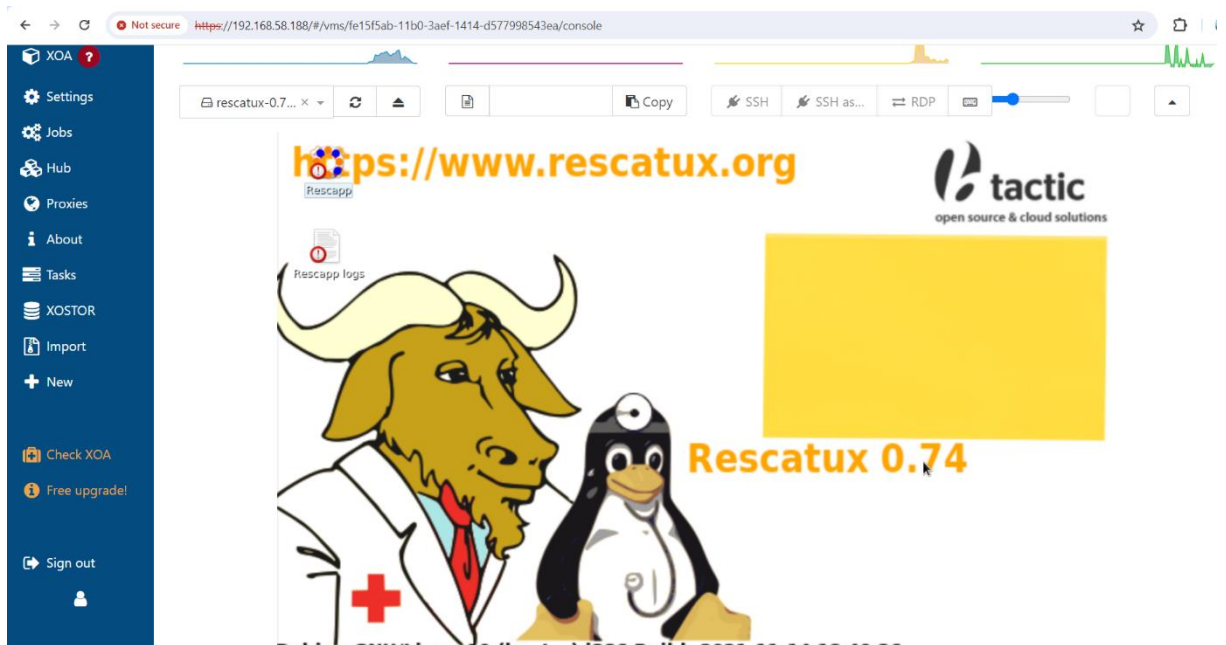 Not secure https://192.168.58.188/#/vms/fe15f5ab-11b0-3aef-1414-d577998543ea/console
XOA ?
Settings
Jobs
Hub
Proxies
About
Tasks
XOSTOR
Import
New
Check XOA
Free upgrade!
Sign out
rescatux-0.7... Copy SSH SSH as... RDP
https://www.rescatux.org
Rescapp
Rescapp logs
tactic
open source & cloud solutions
Rescatux 0.74